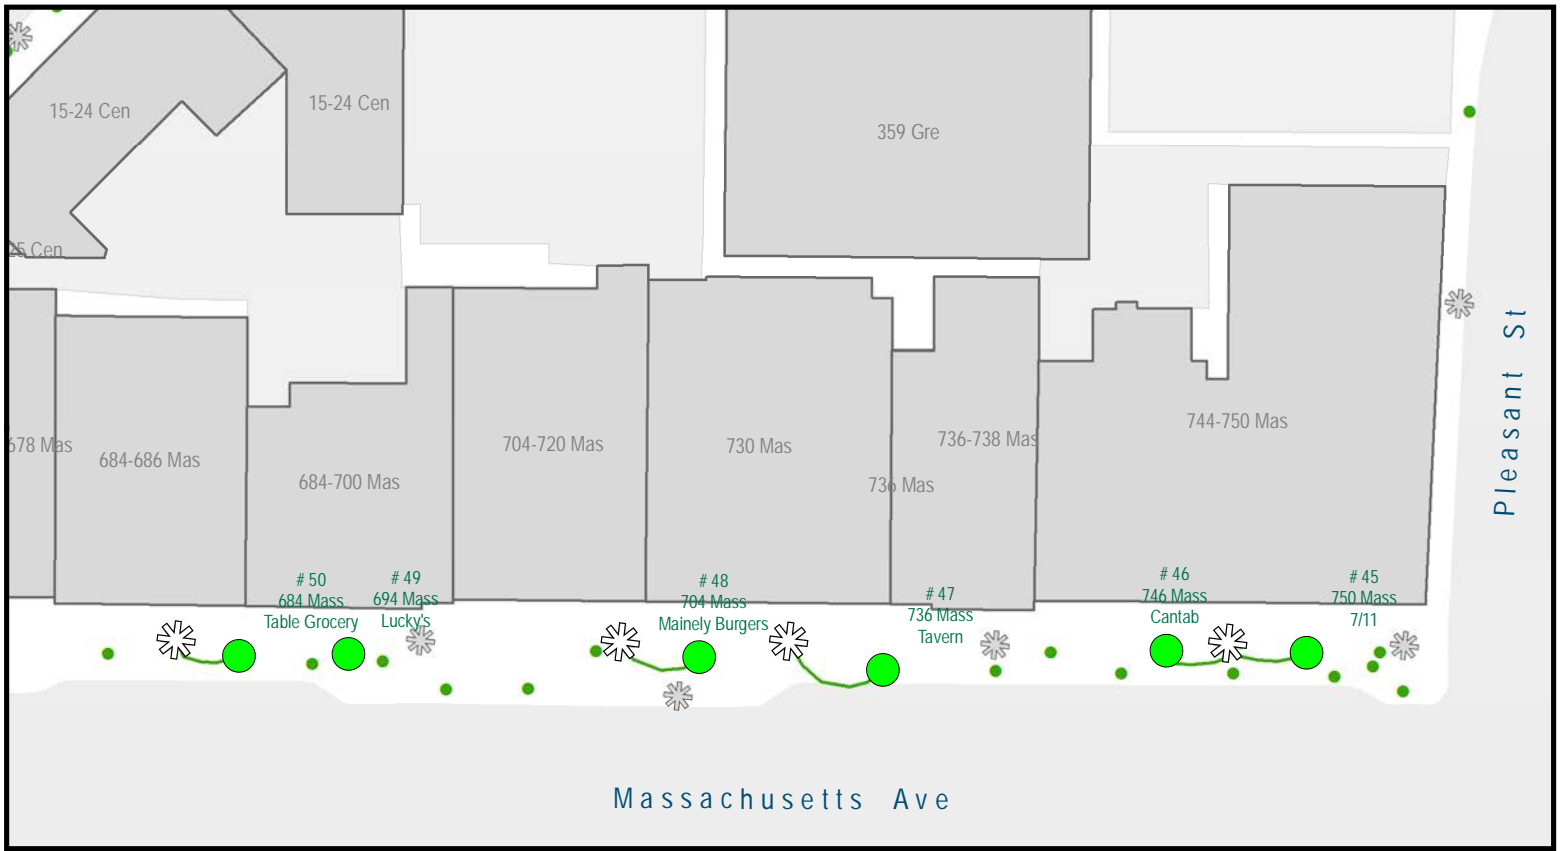 15-24 Cen
15-24 Cen
359 Gre
25 Cen
Pleasant St
678 Mas
684-686 Mas
684-700 Mas
704-720 Mas
730 Mas
736 Mas
736-738 Mas
744-750 Mas
# 50
684 Mass
Table Grocery
# 49
694 Mass
Lucky's
# 48
704 Mass
Mainely Burgers
# 47
736 Mass
Tavern
# 46
746 Mass
Cantab
# 45
750 Mass
7/11
Massachusetts Ave